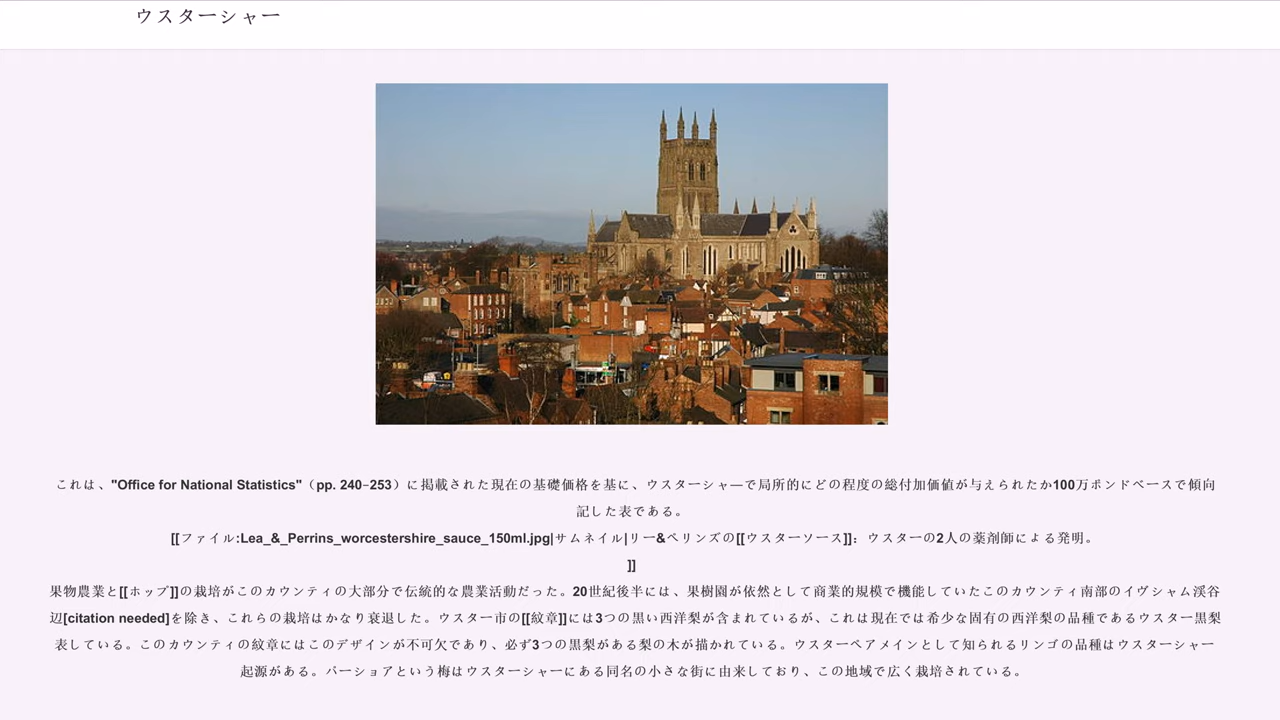 ウスターシャー
これは、"Office for National Statistics"（pp. 240−253）に掲載された現在の基礎価格を基に、ウスターシャ―で局所的にどの程度の総付加価値が与えられたか100万ポンドベースで傾向
記した表である。
[[ファイル:Lea_&_Perrins_worcestershire_sauce_150ml.jpg|サムネイル|リー&ペリンズの[[ウスターソース]]：ウスターの2人の薬剤師による発明。
]]
果物農業と[[ホップ]]の栽培がこのカウンティの大部分で伝統的な農業活動だった。20世紀後半には、果樹園が依然として商業的規模で機能していたこのカウンティ南部のイヴシャム渓谷
辺[citation needed]を除き、これらの栽培はかなり衰退した。ウスター市の[[紋章]]には3つの黒い西洋梨が含まれているが、これは現在では希少な固有の西洋梨の品種であるウスター黒梨
表している。このカウンティの紋章にはこのデザインが不可欠であり、必ず3つの黒梨がある梨の木が描かれている。ウスターペアメインとして知られるリンゴの品種はウスターシャー
起源がある。パーショアという梅はウスターシャーにある同名の小さな街に由来しており、この地域で広く栽培されている。